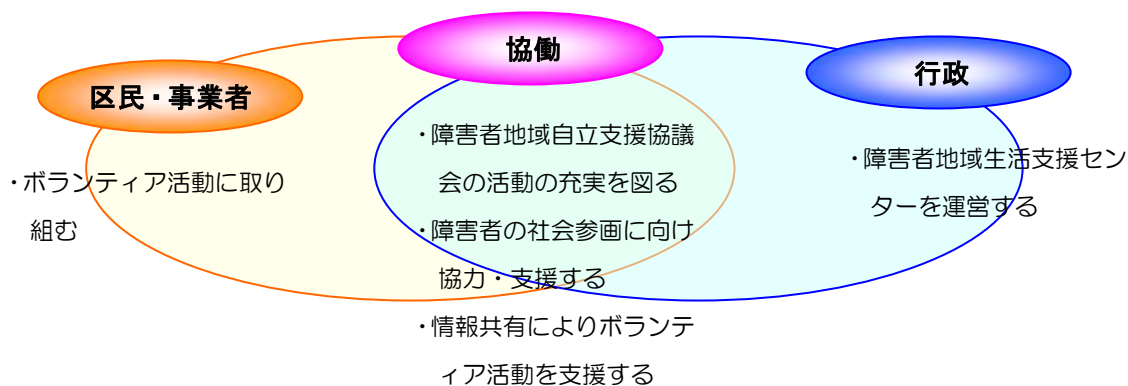 協働
区民・事業者
行政
・ボランティア活動に取り
組む
・障害者地域自立支援協議
会の活動の充実を図る
・障害者の社会参画に向け
協力・支援する
・情報共有によりボランテ
ィア活動を支援する
・障害者地域生活支援セン
ターを運営する